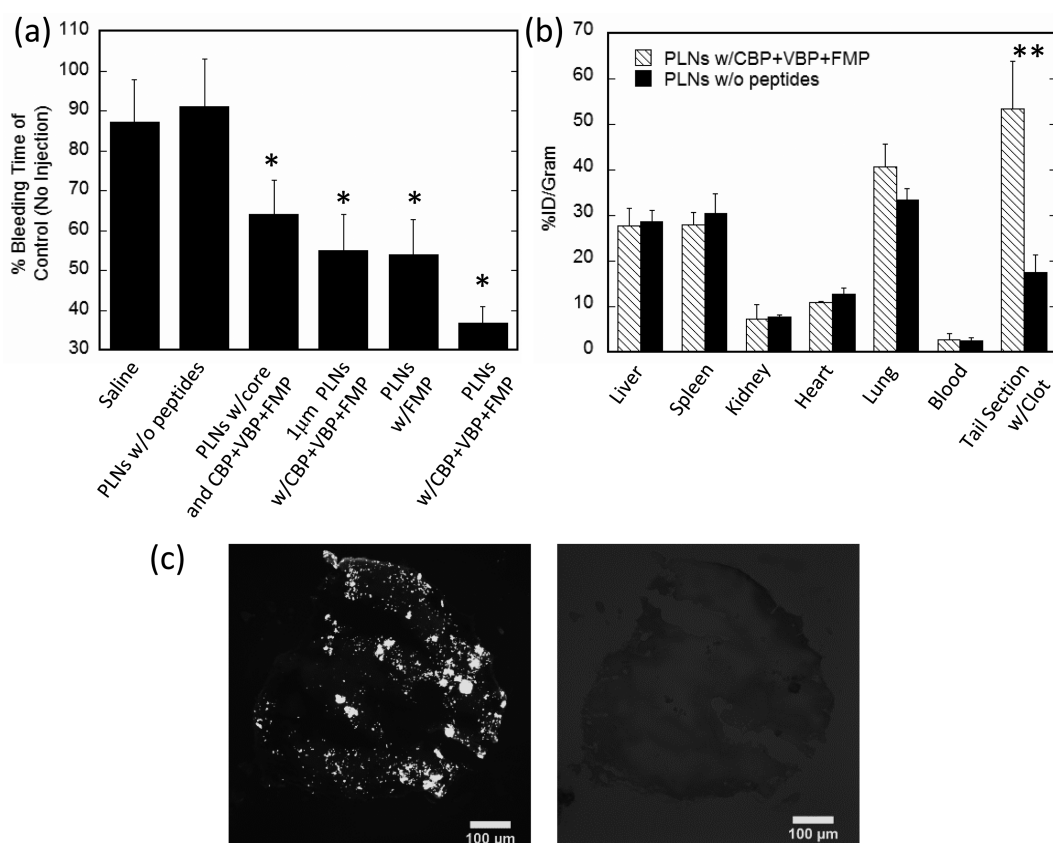 (a)
110
100
90
80
70
60
50
40
30
% Bleeding Time of
Control (No Injection)
*
*
*
*
Saline
PLNs w/o peptides
PLNs w/core
and CBP+VBP+FMP
1µm PLNs
w/CBP+VBP+FMP
PLNs
w/FMP
PLNs
w/CBP+VBP+FMP
(b)
70
60
50
40
30
20
10
0
%ID/Gram
PLNs w/CBP+VBP+FMP
PLNs w/o peptides
**
Liver
Spleen
Kidney
Heart
Lung
Blood
Tail Section
w/Clot
(c)
100 µm
100 µm